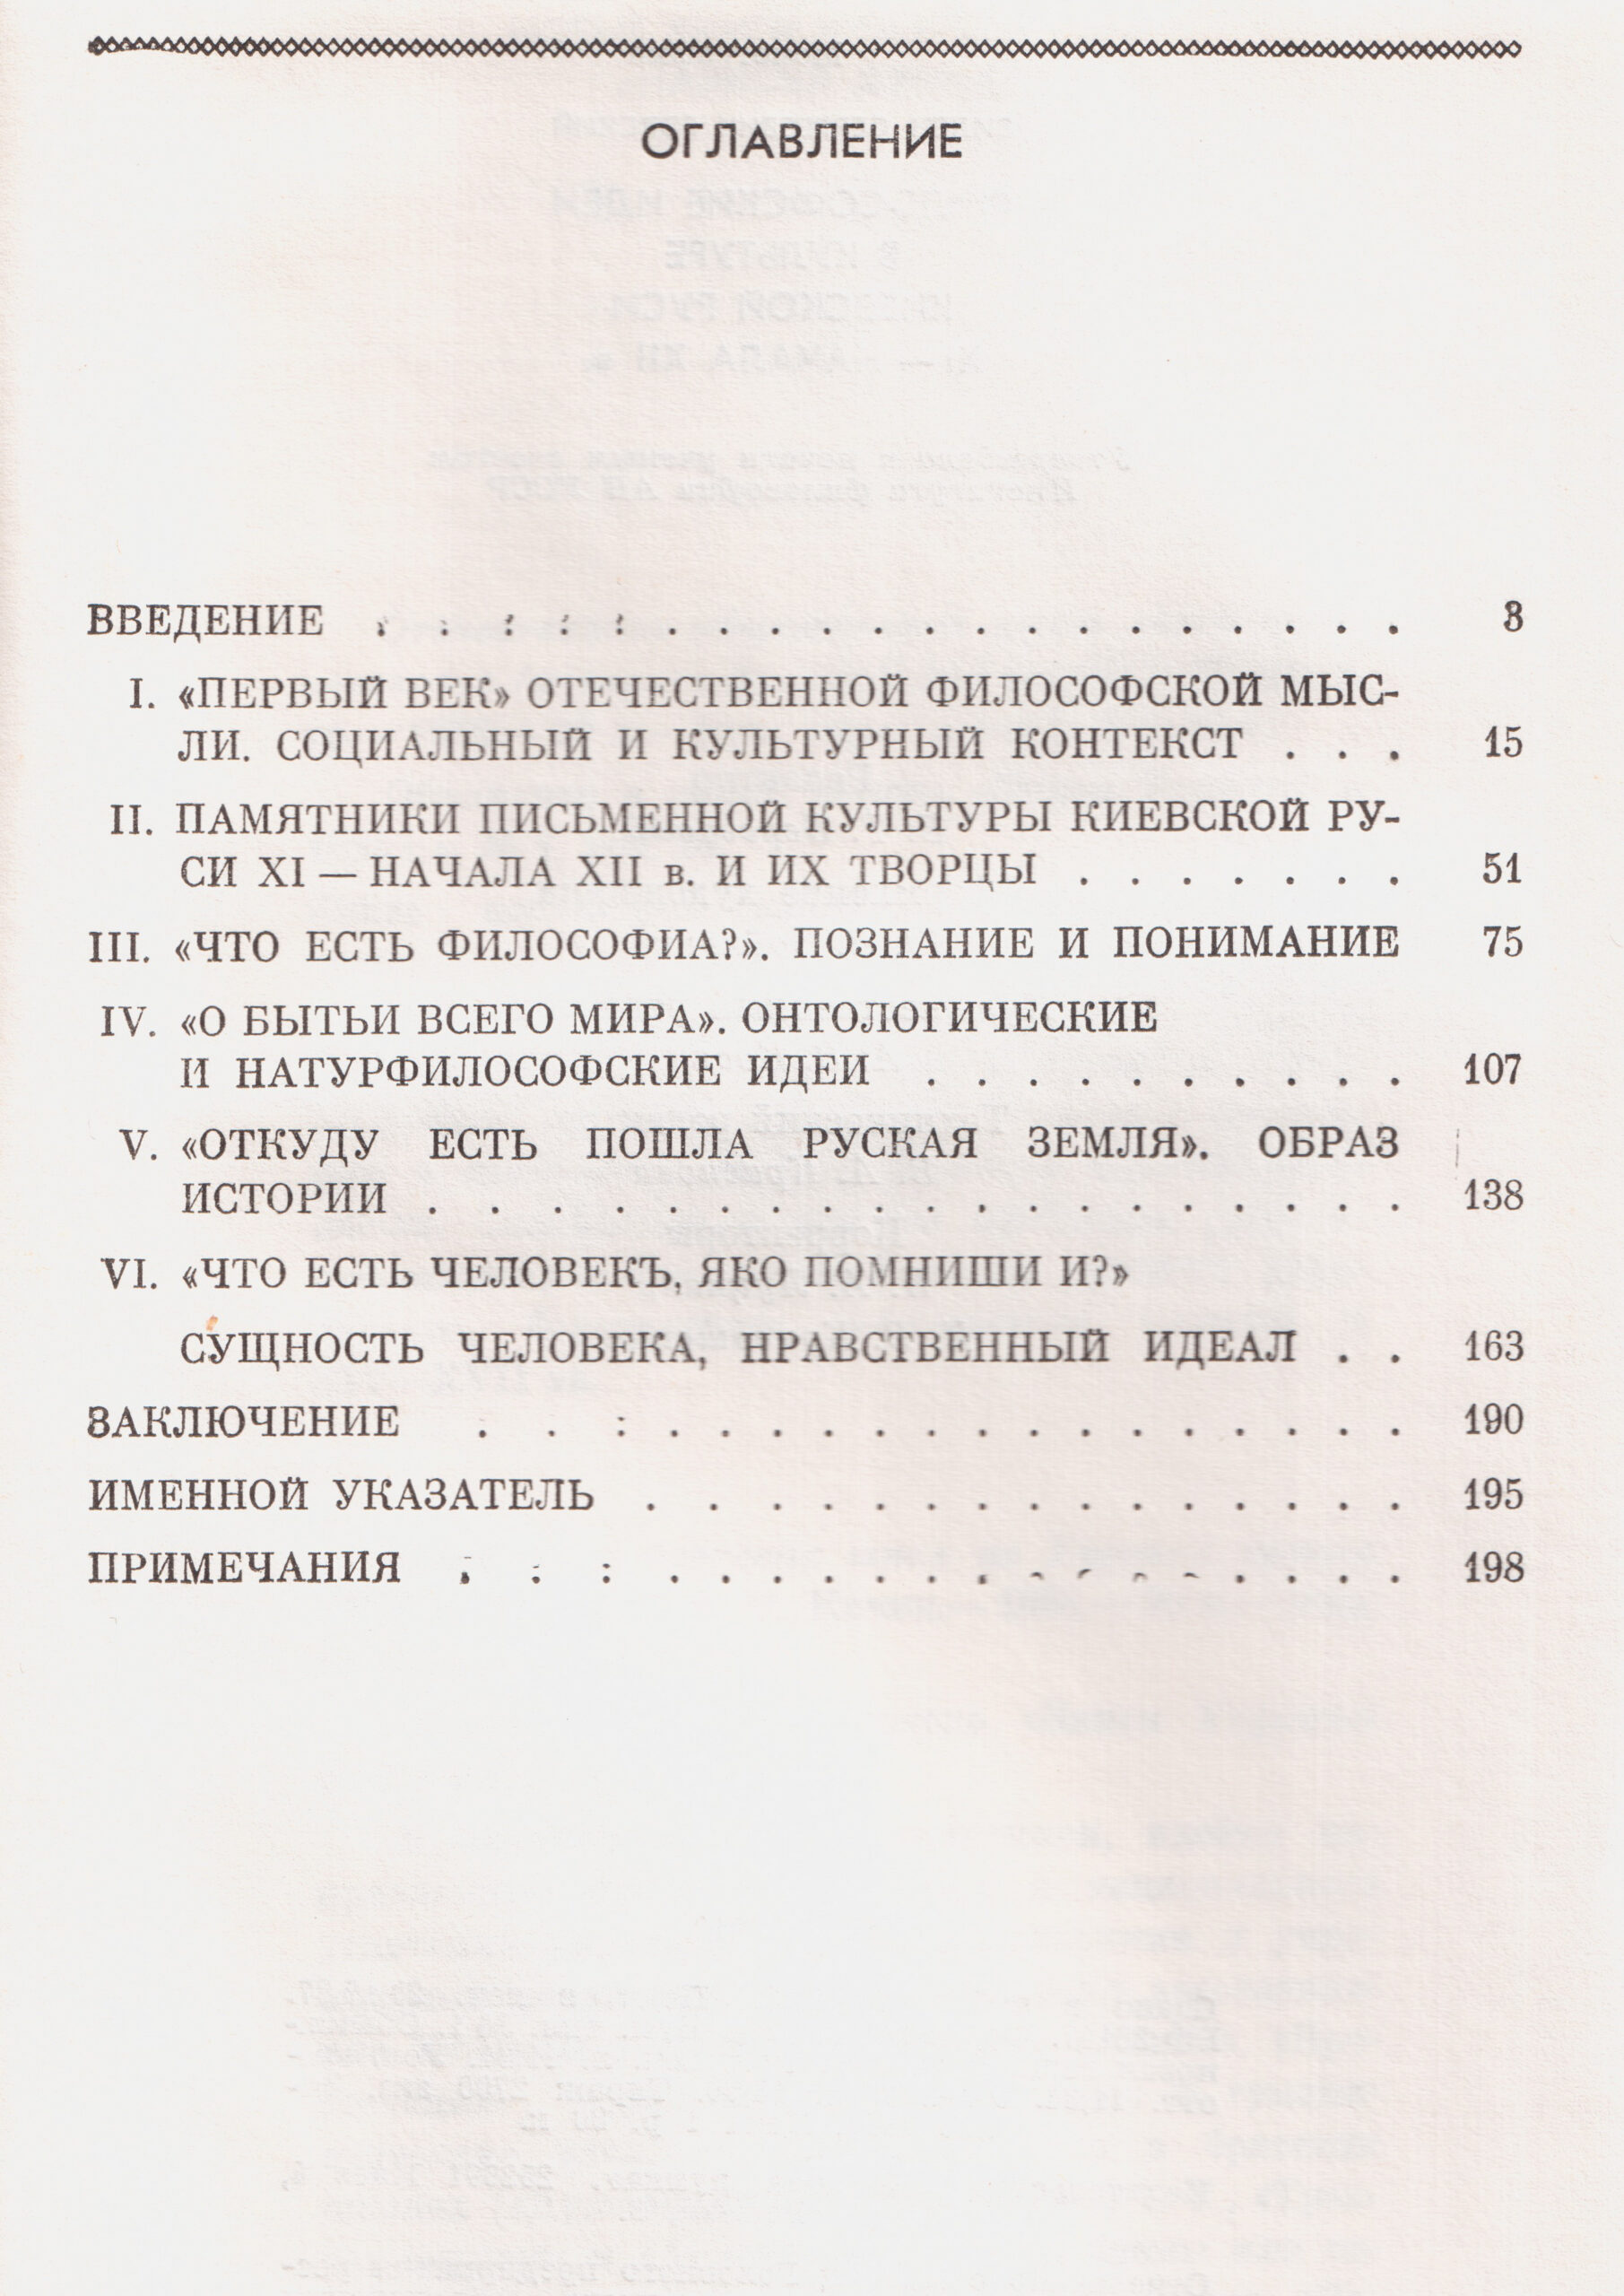 ОГЛАВЛЕНИЕ
ВВЕДЕНИЕ . . . . . . . . . . . . . . . . . . . . 3
I. «ПЕРВЫЙ ВЕК» ОТЕЧЕСТВЕННОЙ ФИЛОСОФСКОЙ МЫС-
ЛИ. СОЦИАЛЬНЫЙ И КУЛЬТУРНЫЙ КОНТЕКСТ . . . 15
II. ПАМЯТНИКИ ПИСЬМЕННОЙ КУЛЬТУРЫ КИЕВСКОЙ РУ-
СИ XI — НАЧАЛА XII в. И ИХ ТВОРЦЫ . . . . . . . 51
III. «ЧТО ЕСТЬ ФИЛОСОФИА?». ПОЗНАНИЕ И ПОНИМАНИЕ 75
IV. «О БЫТЬИ ВСЕГО МИРА». ОНТОЛОГИЧЕСКИЕ
И НАТУРФИЛОСОФСКИЕ ИДЕИ . . . . . . . . . . 107
V. «ОТКУДУ ЕСТЬ ПОШЛА РУСКАЯ ЗЕМЛЯ». ОБРАЗ
ИСТОРИИ . . . . . . . . . . . . . . . . . . 138
VI. «ЧТО ЕСТЬ ЧЕЛОВЕКЪ, ЯКО ПОМНИШИ И?»
СУЩНОСТЬ ЧЕЛОВЕКА, НРАВСТВЕННЫЙ ИДЕАЛ . . 163
ЗАКЛЮЧЕНИЕ . . . . . . . . . . . . . . . . . . 190
ИМЕННОЙ УКАЗАТЕЛЬ . . . . . . . . . . . . . . . 195
ПРИМЕЧАНИЯ . . . . . . . . . . . . . . . . . . 198